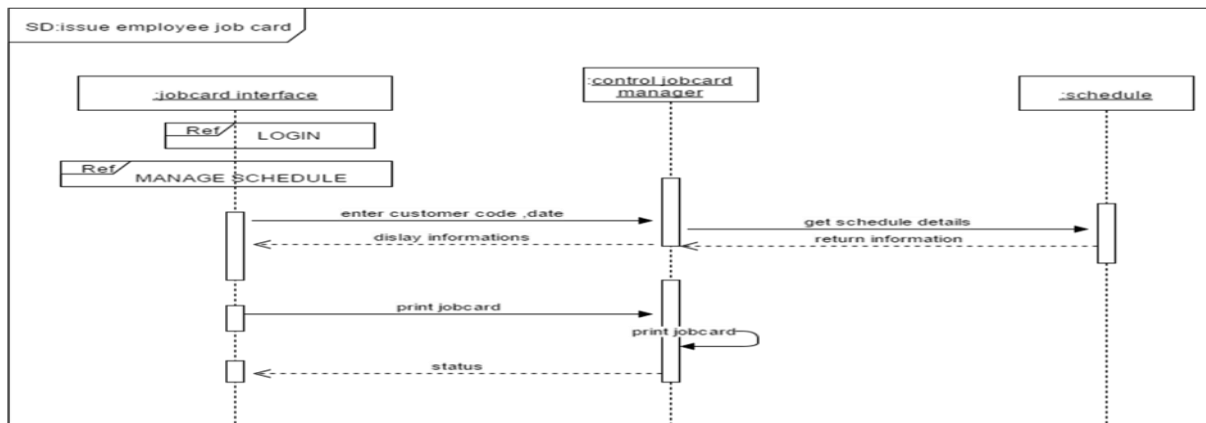 SD:issue employee job card
:jobcard interface
:control jobcard
manager
:schedule
Ref
LOGIN
Ref
MANAGE SCHEDULE
enter customer code ,date
get schedule details
dislay informations
return information
print jobcard
print jobcard
status